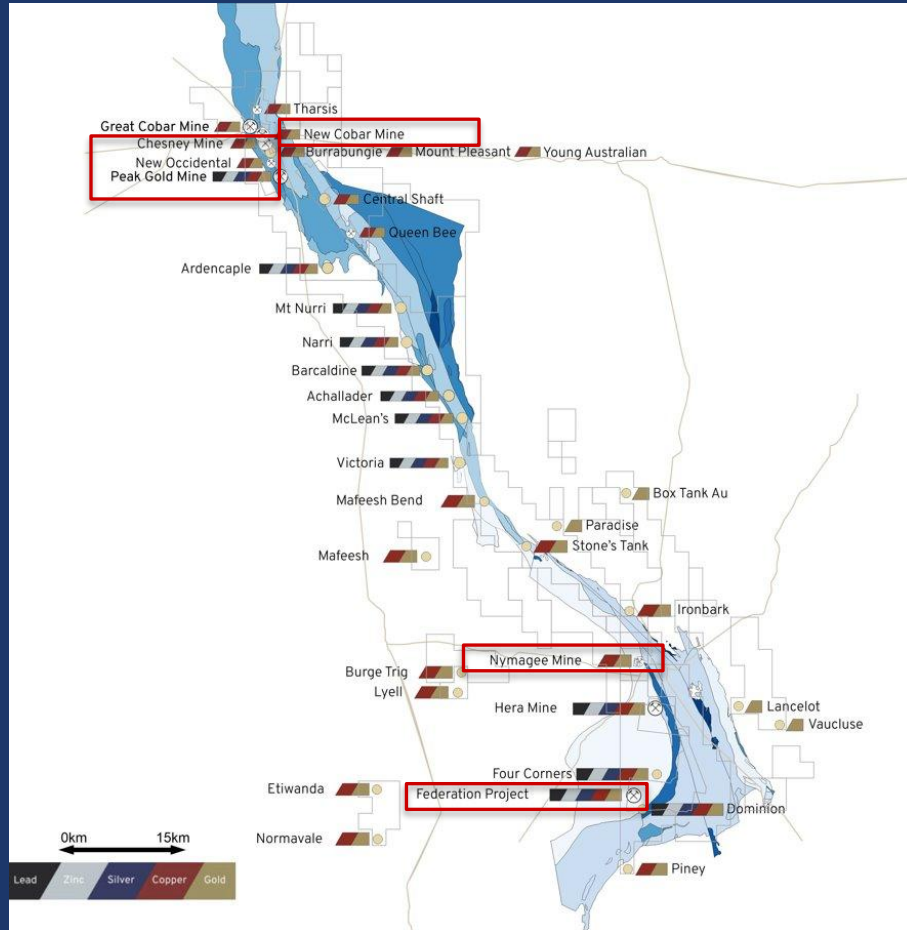 Tharsis
Great Cobar Mine
New Cobar Mine
Chesney Mine
Burrabungie
Mount Pleasant
Young Australian
New Occidental
Peak Gold Mine
Central Shaft
Queen Bee
Ardencaple
Mt Nurri
Narri
Barcaldine
Achallader
McLean's
Victoria
Box Tank Au
Mafeesh Bend
Paradise
Stone's Tank
Mafeesh
Ironbark
Nymagee Mine
Burge Trig
Lyell
Hera Mine
Lancelot
Vaucluse
Four Corners
Etiwanda
Federation Project
Dominion
0km 15km
Normavale
Piney
Lead Zinc Silver Copper Gold